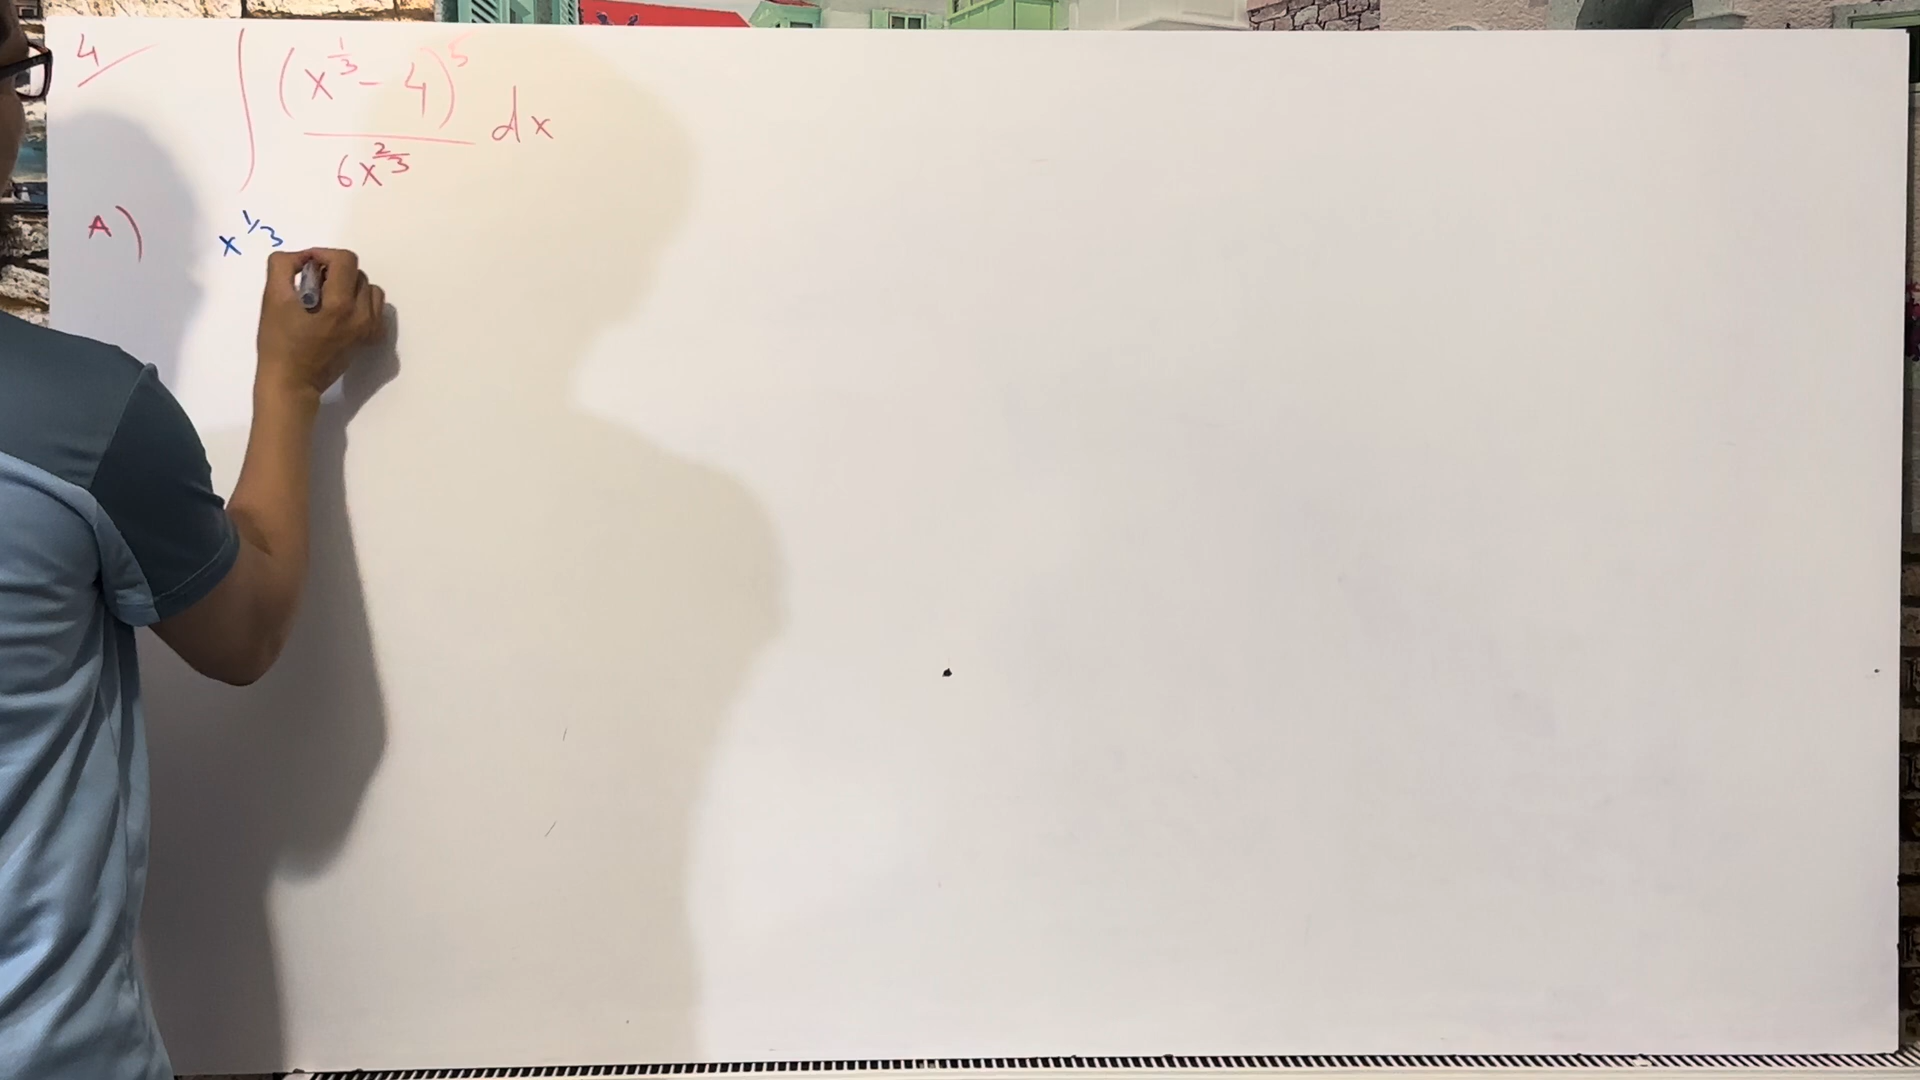 4/ ∫ (x^{1/3} - 4)^5 / 6x^{2/3} dx
A) x^{1/3}